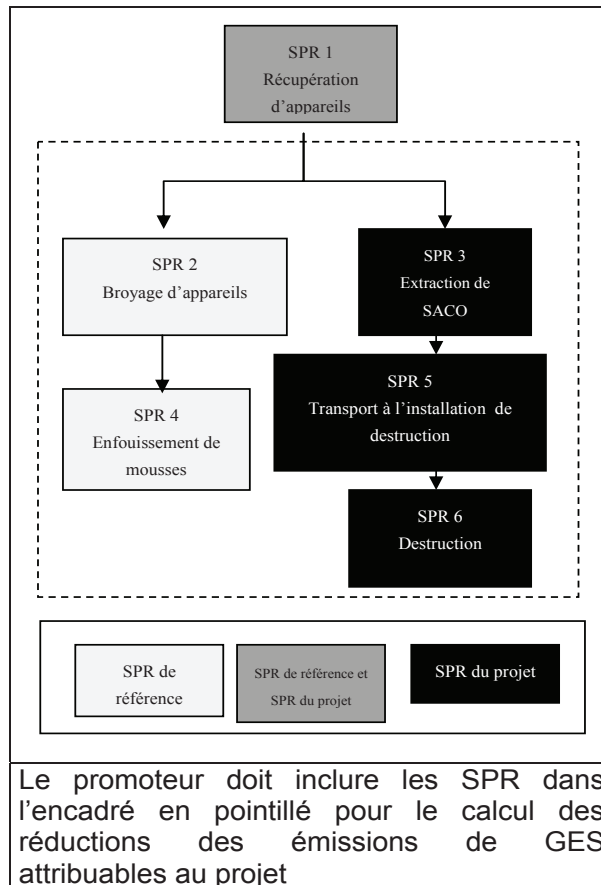 SPR 1
Récupération
d'appareils
SPR 2
Broyage d'appareils
SPR 3
Extraction de
SACO
SPR 4
Enfouissement de
mousses
SPR 5
Transport à l'installation de
destruction
SPR 6
Destruction
SPR de
référence
SPR de référence et
SPR du projet
SPR du projet
Le promoteur doit inclure les SPR dans
l'encadré en pointillé pour le calcul des
réductions des émissions de GES
attribuables au projet